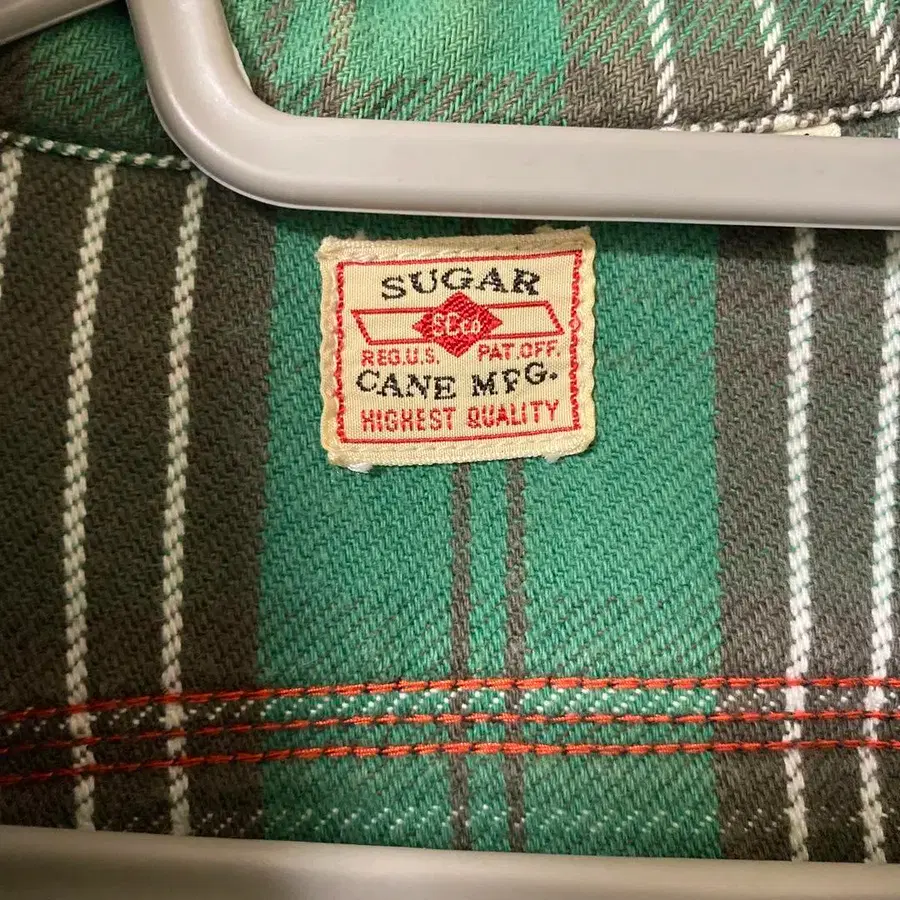 SUGAR
SCco
REG.U.S. PAT.OFF.
CANE MFG.
HIGHEST QUALITY